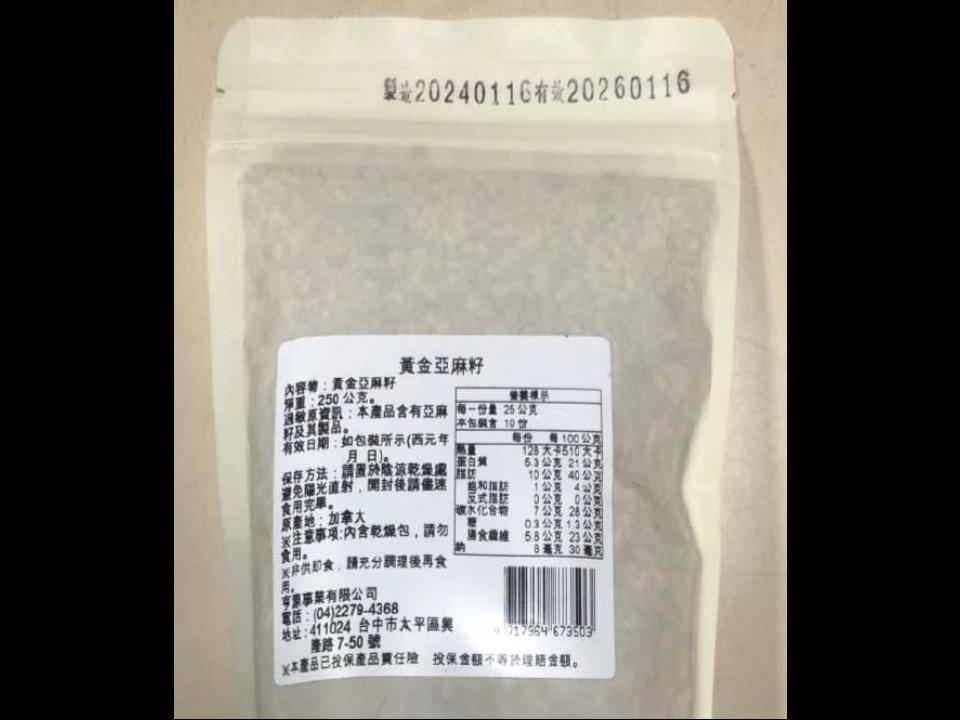 製造20240116有效20260116
黃金亞麻籽
內容物：黃金亞麻籽
淨重：250 公克。
過敏原資訊：本產品含有亞麻
籽及其製品。
有效日期：如包裝所示(西元年
月 日)。
保存方法：請置於陰涼乾燥處
避免陽光直射，開封後請儘速
食用完畢。
原產地：加拿大
※注意事項:內含乾燥包，請勿
食用。
※非供即食，請充分調理後再食
用。
亨源事業有限公司
電話：(04)2279-4368
地址:411024 台中市太平區興
隆路 7-50 號
※本產品已投保產品責任險 投保金額不等於理賠金額。
營養標示
每一份量 25 公克
本包裝含 10 份
每份 每 100 公克
熱量 128 大卡 510 大卡
蛋白質 5.3 公克 21 公克
脂肪 10 公克 40 公克
飽和脂肪 1 公克 4 公克
反式脂肪 0 公克 0 公克
碳水化合物 7 公克 28 公克
糖 0.3 公克 1.3 公克
膳食纖維 5.8 公克 23 公克
鈉 8 毫克 30 毫克
4 717964 673503